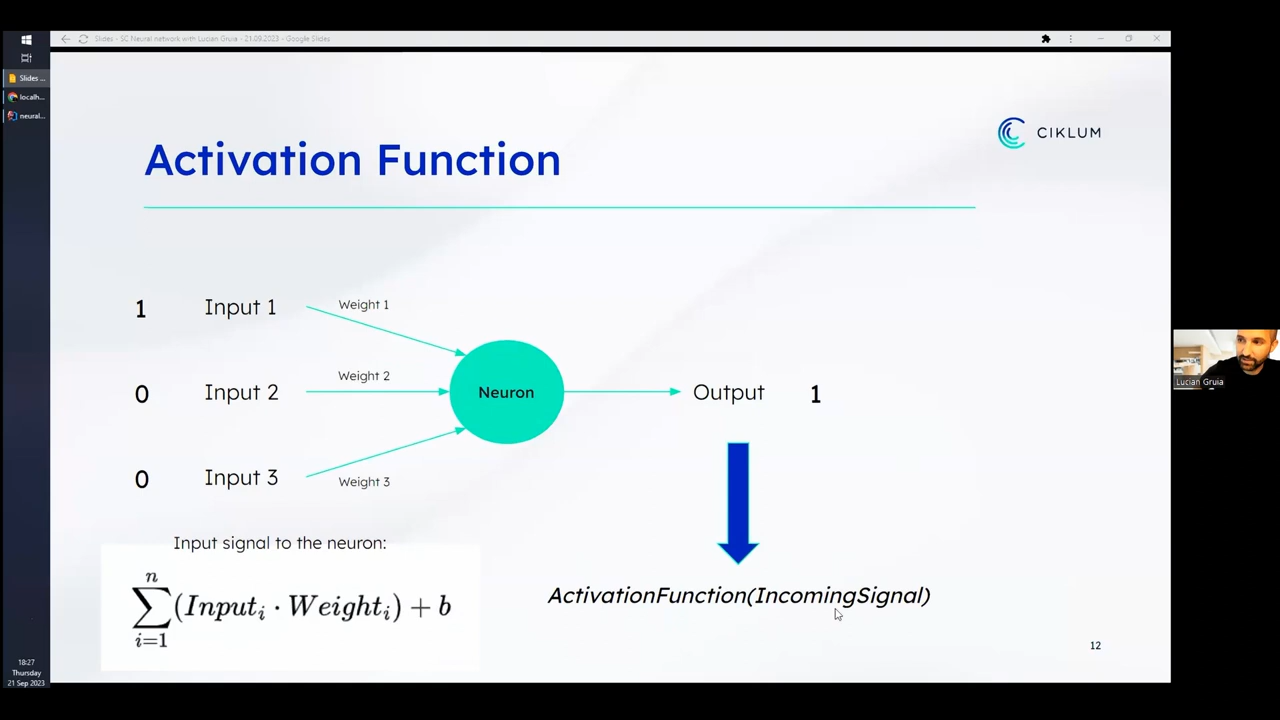 Slides - SC Neural network with Lucian Gruia - 21.09.2023 - Google Slides
Slides ...
localh...
neural...
CIKLUM
Activation Function
1 Input 1 Weight 1
0 Input 2 Weight 2 Neuron Output 1
0 Input 3 Weight 3
Input signal to the neuron:
n
∑ (Input_i · Weight_i) + b
i=1
ActivationFunction(IncomingSignal)
12
Lucian Gruia
18:27
Thursday
21 Sep 2023